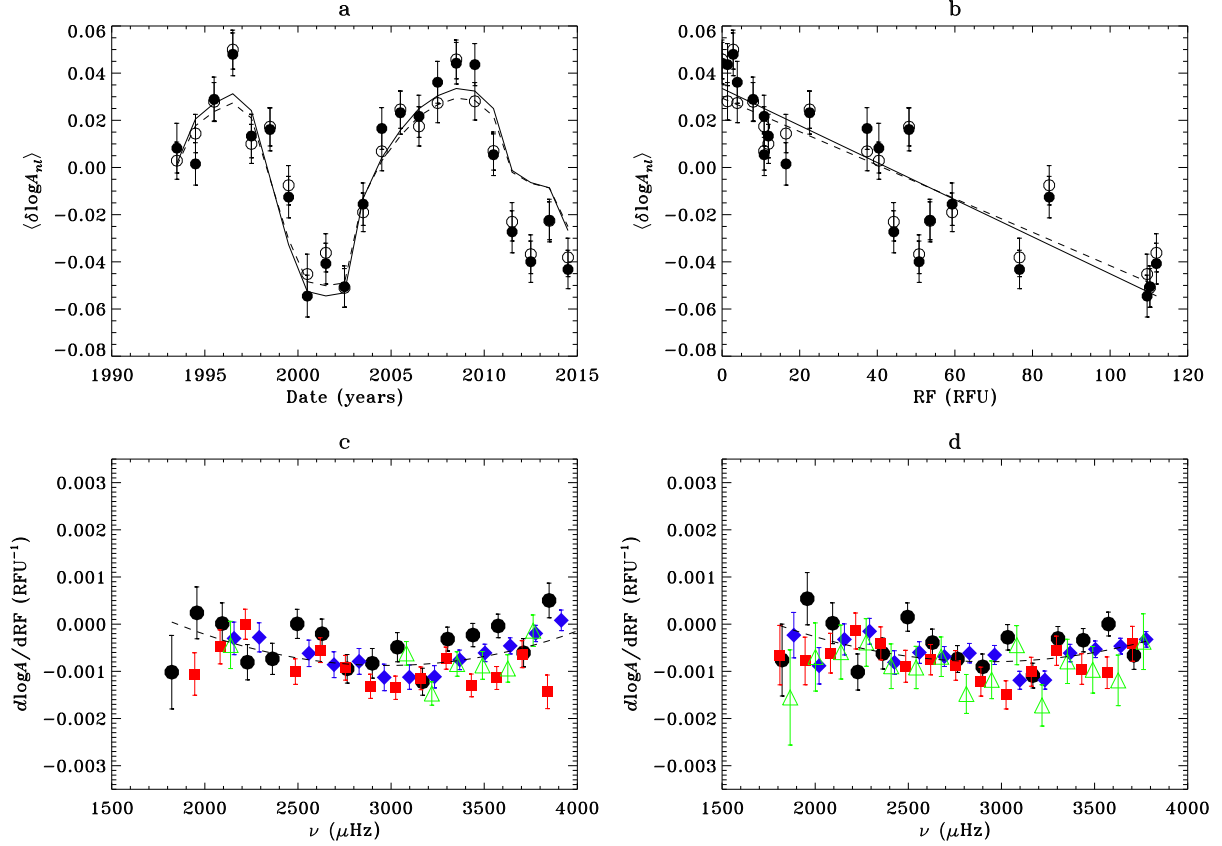 a
0.06
0.04
0.02
0.00
−0.02
−0.04
−0.06
−0.08
⟨δlogAnl⟩
1990 1995 2000 2005 2010 2015
Date (years)
b
0.06
0.04
0.02
0.00
−0.02
−0.04
−0.06
−0.08
⟨δlogAnl⟩
0 20 40 60 80 100 120
RF (RFU)
c
0.003
0.002
0.001
0.000
−0.001
−0.002
−0.003
dlogA/dRF (RFU⁻¹)
1500 2000 2500 3000 3500 4000
ν (μHz)
d
0.003
0.002
0.001
0.000
−0.001
−0.002
−0.003
dlogA/dRF (RFU⁻¹)
1500 2000 2500 3000 3500 4000
ν (μHz)